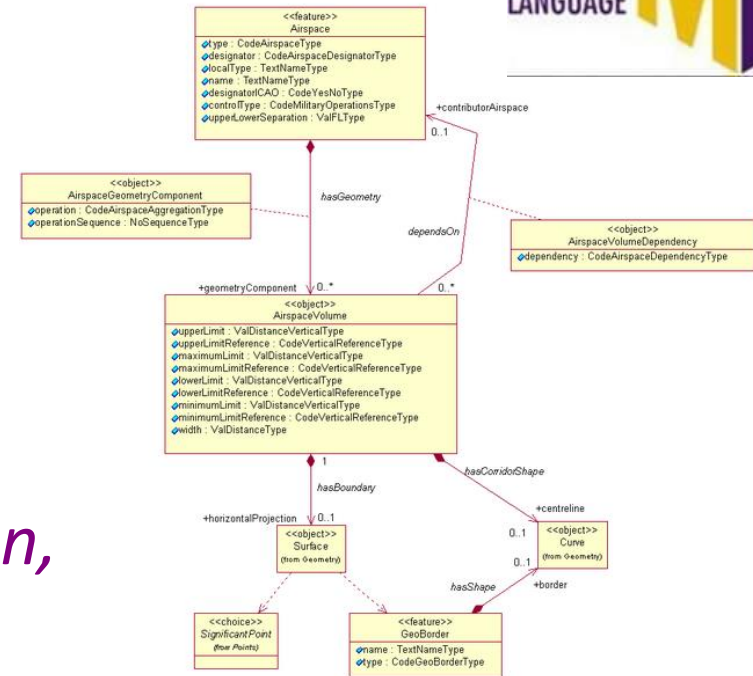 LANGUAGE
<<feature>>
Airspace
type : CodeAirspaceType
designator : CodeAirspaceDesignatorType
localType : TextNameType
name : TextNameType
designatorICAO : CodeYesNoType
controlType : CodeMilitaryOperationsType
upperLowerSeparation : ValFLType
+contributorAirspace
0..1
<<object>>
AirspaceGeometryComponent
operation : CodeAirspaceAggregationType
operationSequence : NoSequenceType
hasGeometry
dependsOn
<<object>>
AirspaceVolumeDependency
dependency : CodeAirspaceDependencyType
+geometryComponent
0..*
0..*
<<object>>
AirspaceVolume
upperLimit : ValDistanceVerticalType
upperLimitReference : CodeVerticalReferenceType
maximumLimit : ValDistanceVerticalType
maximumLimitReference : CodeVerticalReferenceType
lowerLimit : ValDistanceVerticalType
lowerLimitReference : CodeVerticalReferenceType
minimumLimit : ValDistanceVerticalType
minimumLimitReference : CodeVerticalReferenceType
width : ValDistanceType
1
hasBoundary
hasCorridorShape
+horizontalProjection
0..1
+centreline
0..1
n,
<<object>>
Surface
(from Geometry)
<<object>>
Curve
(from Geometry)
0..1
+border
hasShape
<<choice>>
SignificantPoint
(from Points)
<<feature>>
GeoBorder
name : TextNameType
type : CodeGeoBorderType